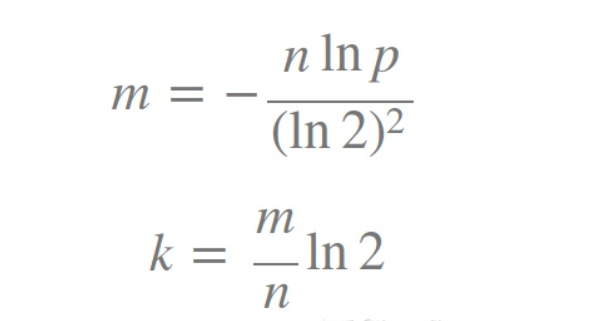 m = − n ln p / (ln 2)²
k = m / n ln 2